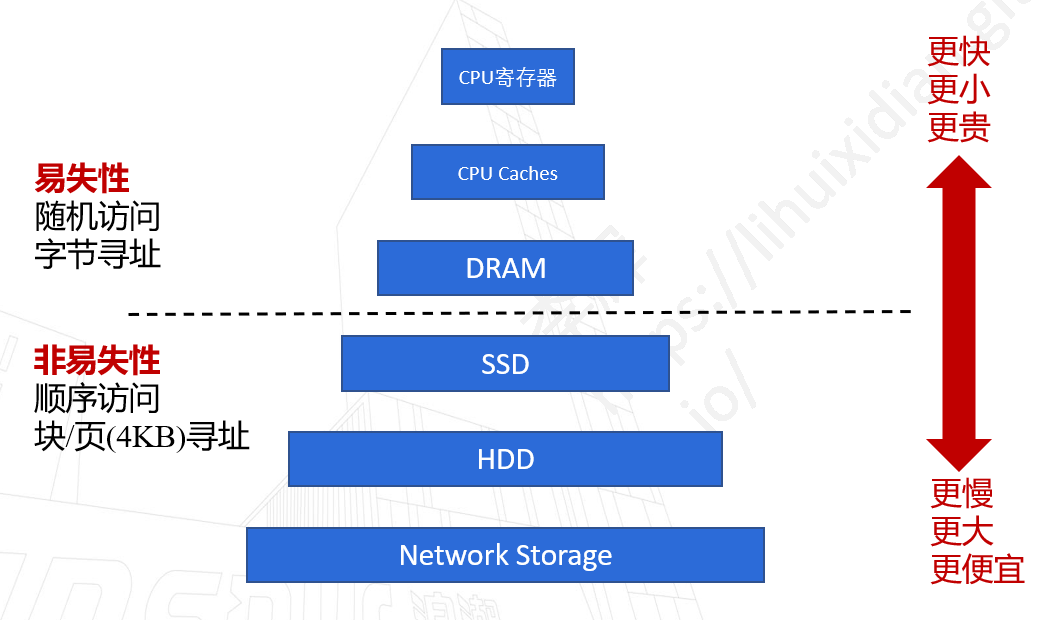 CPU寄存器
CPU Caches
DRAM
SSD
HDD
Network Storage
易失性
随机访问
字节寻址
非易失性
顺序访问
块/页(4KB)寻址
更快
更小
更贵
更慢
更大
更便宜
https://lihuixidian.github.io/